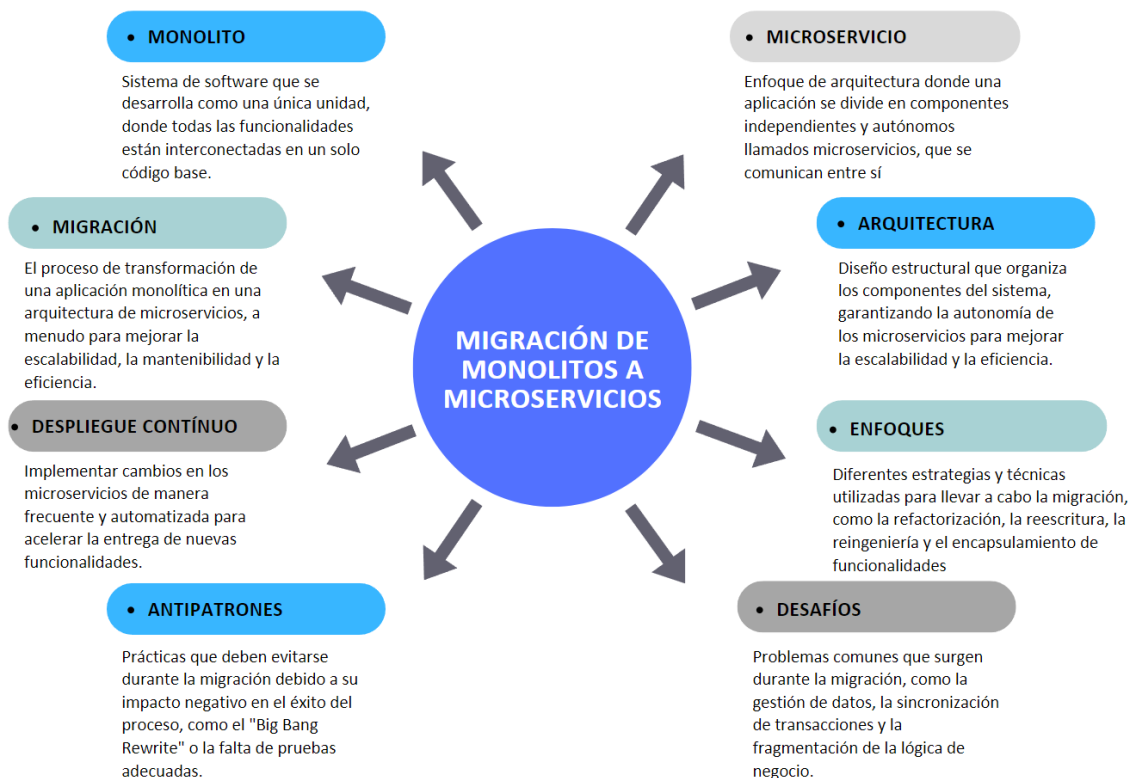 • MONOLITO
Sistema de software que se
desarrolla como una única unidad,
donde todas las funcionalidades
están interconectadas en un solo
código base.
• MICROSERVICIO
Enfoque de arquitectura donde una
aplicación se divide en componentes
independientes y autónomos
llamados microservicios, que se
comunican entre sí
• MIGRACIÓN
El proceso de transformación de
una aplicación monolítica en una
arquitectura de microservicios, a
menudo para mejorar la
escalabilidad, la mantenibilidad y la
eficiencia.
• ARQUITECTURA
Diseño estructural que organiza
los componentes del sistema,
garantizando la autonomía de
los microservicios para mejorar
la escalabilidad y la eficiencia.
MIGRACIÓN DE
MONOLITOS A
MICROSERVICIOS
• DESPLIEGUE CONTÍNUO
Implementar cambios en los
microservicios de manera
frecuente y automatizada para
acelerar la entrega de nuevas
funcionalidades.
• ENFOQUES
Diferentes estrategias y técnicas
utilizadas para llevar a cabo la migración,
como la refactorización, la reescritura, la
reingeniería y el encapsulamiento de
funcionalidades
• ANTIPATRONES
Prácticas que deben evitarse
durante la migración debido a su
impacto negativo en el éxito del
proceso, como el "Big Bang
Rewrite" o la falta de pruebas
adecuadas.
• DESAFÍOS
Problemas comunes que surgen
durante la migración, como la
gestión de datos, la sincronización
de transacciones y la
fragmentación de la lógica de
negocio.